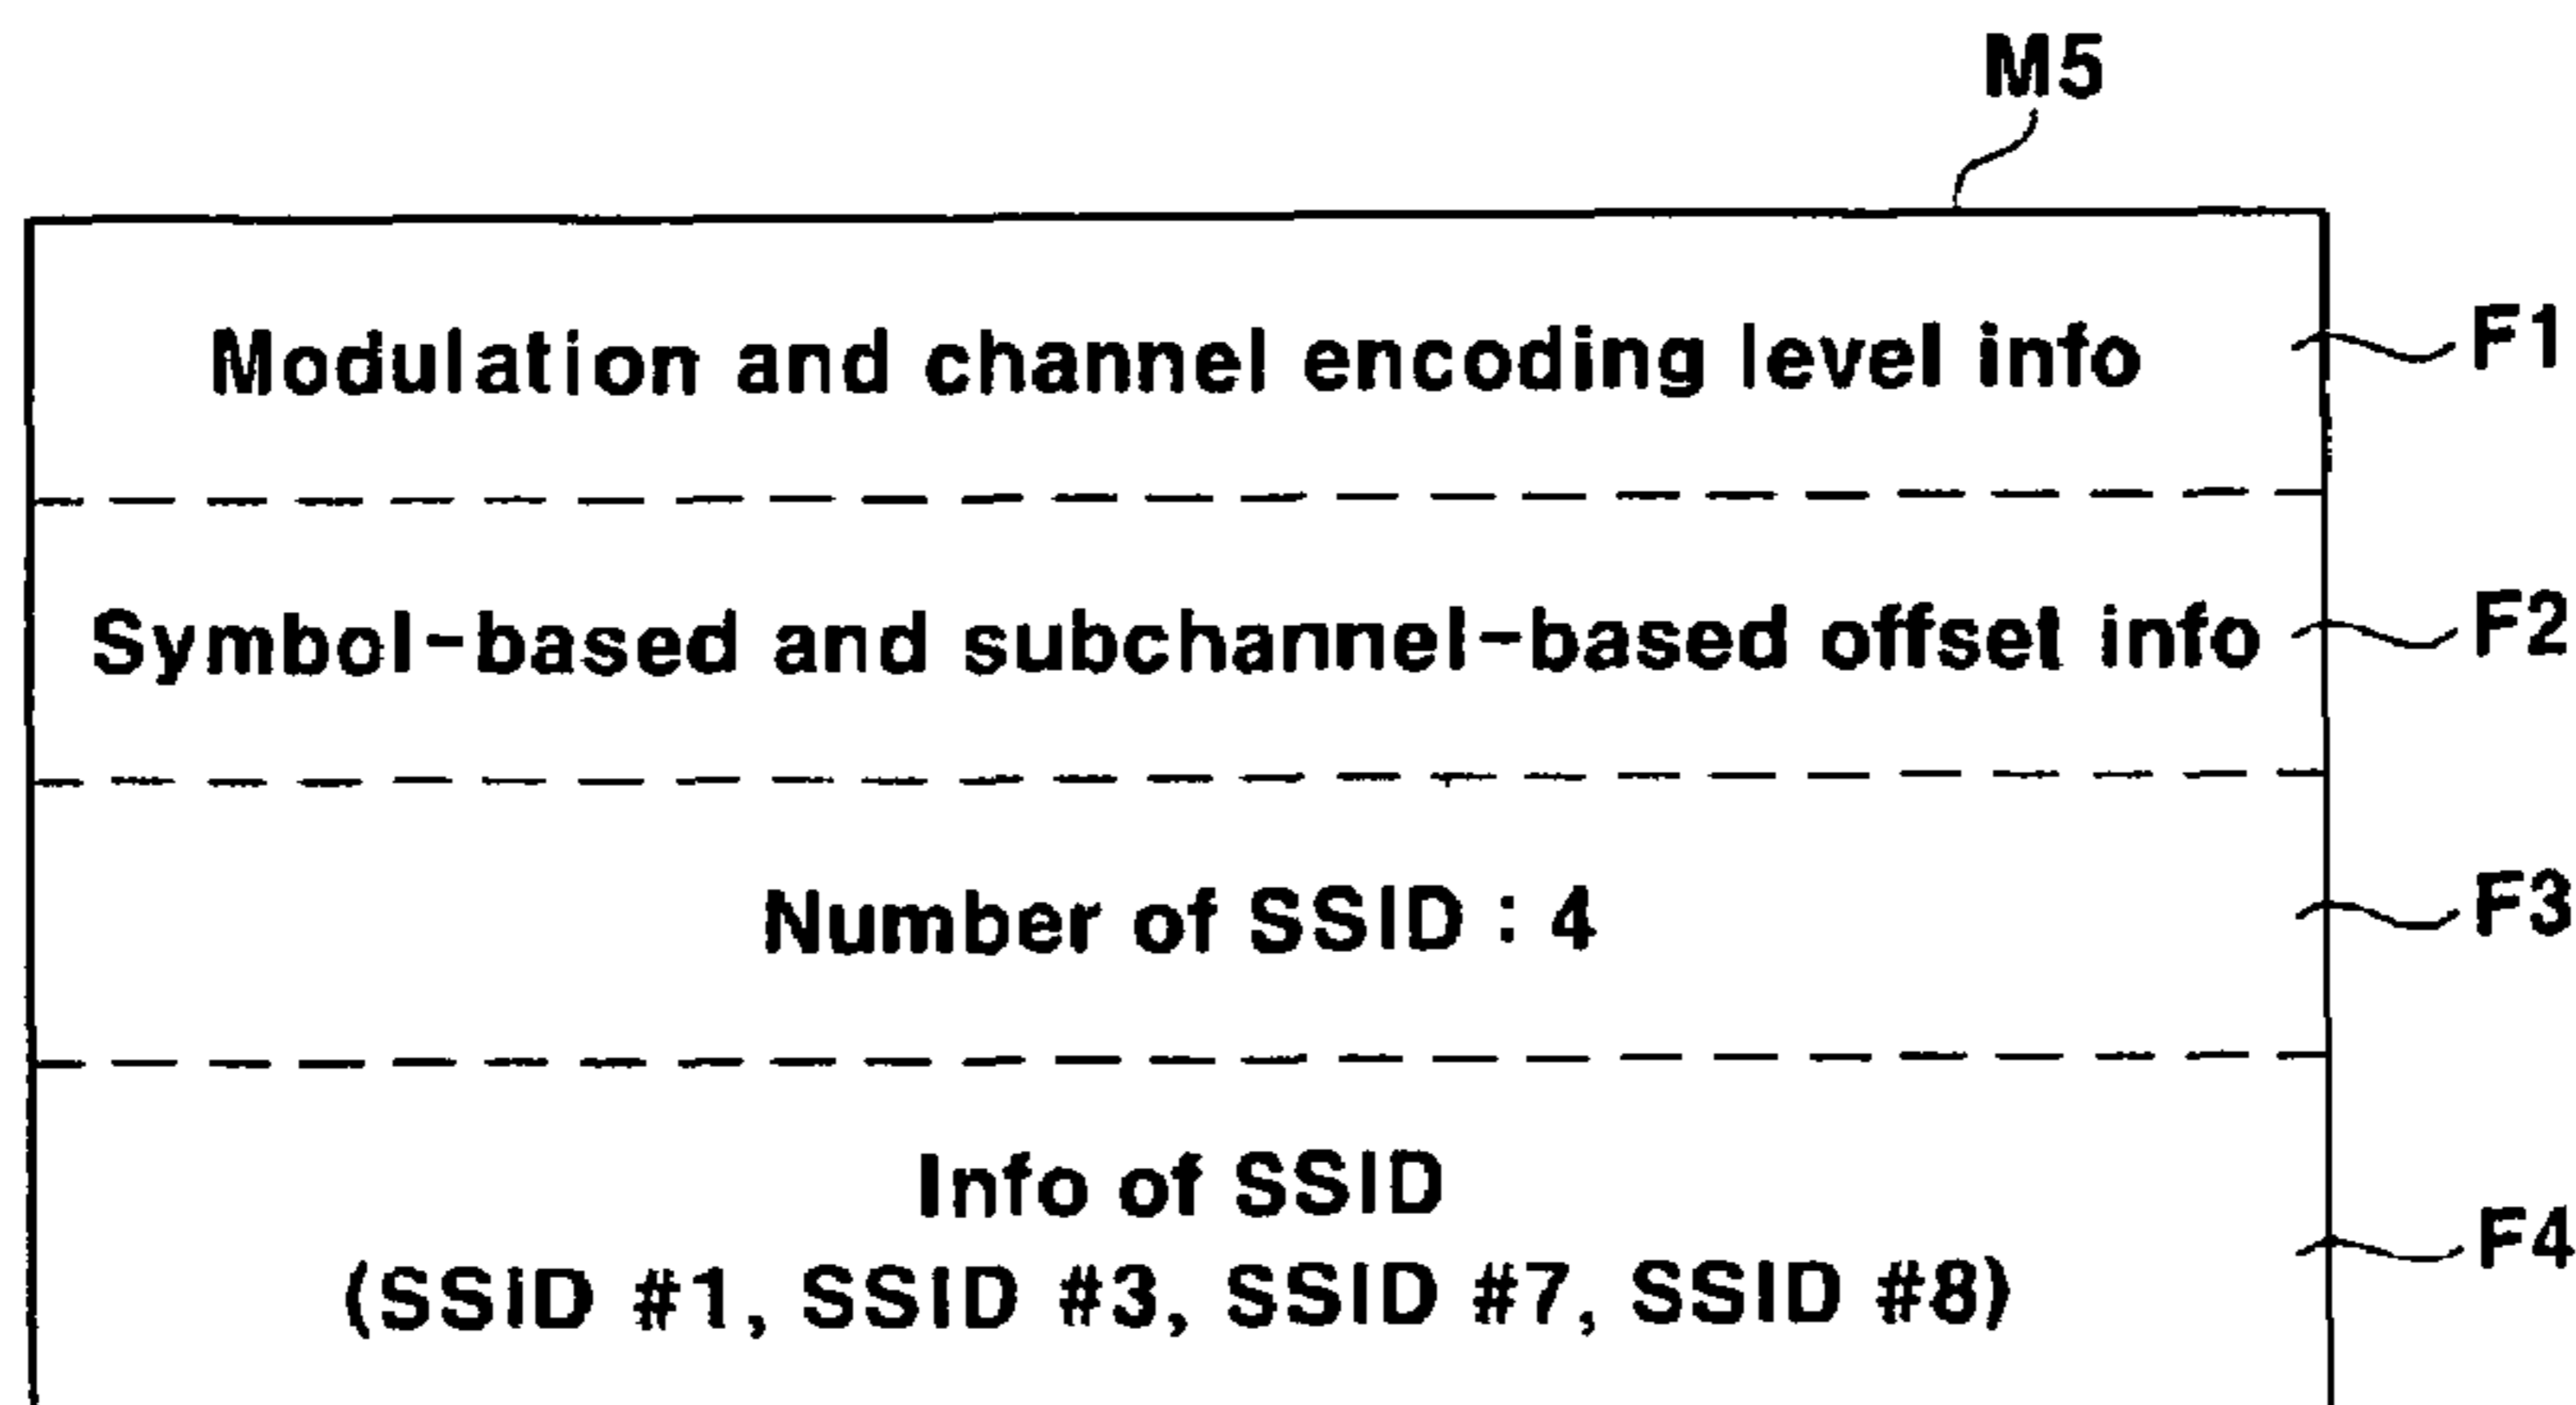 M5
Modulation and channel encoding level info
F1
Symbol-based and subchannel-based offset info
F2
Number of SSID : 4
F3
Info of SSID
(SSID #1, SSID #3, SSID #7, SSID #8)
F4